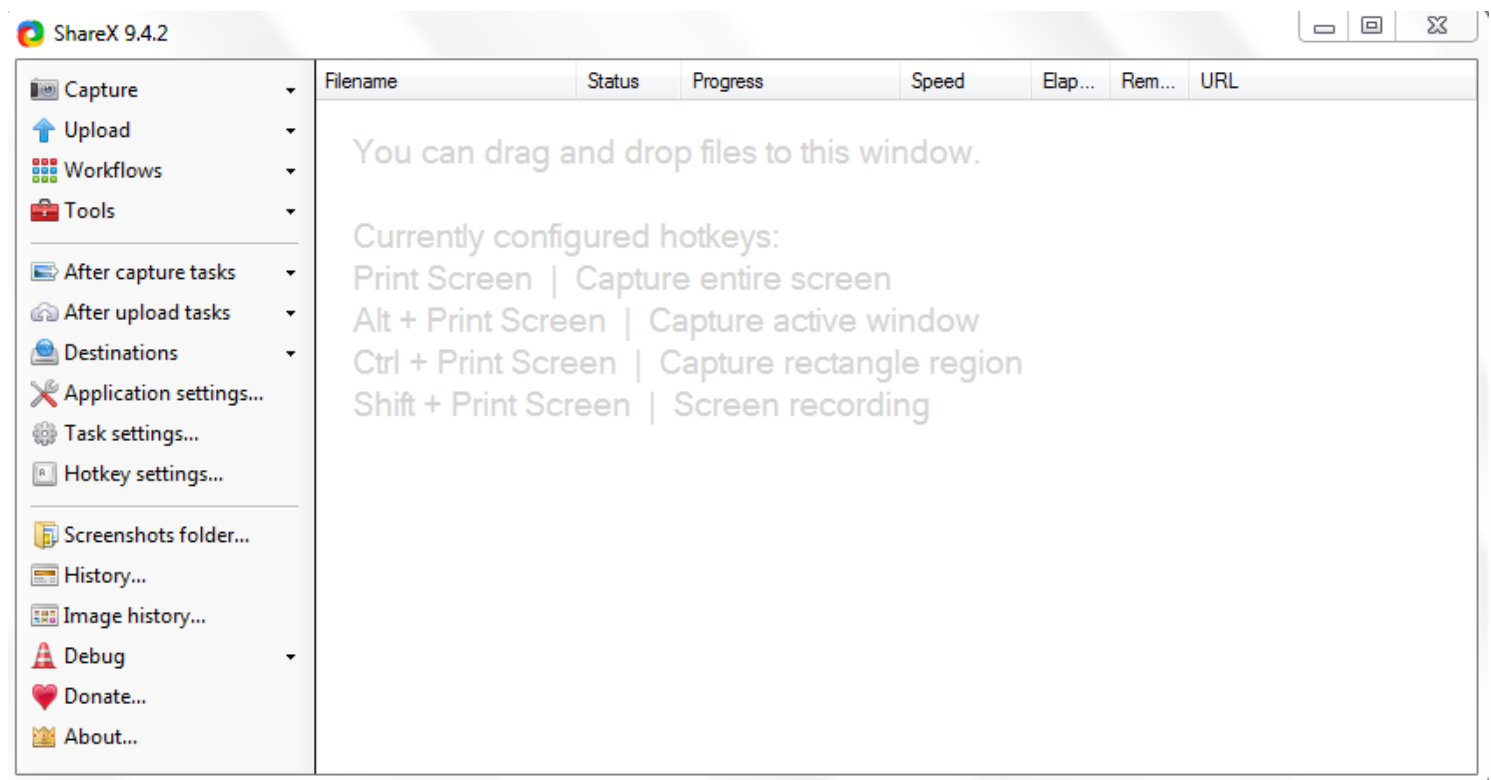 ShareX 9.4.2
Capture
Upload
Workflows
Tools
After capture tasks
After upload tasks
Destinations
Application settings...
Task settings...
Hotkey settings...
Screenshots folder...
History...
Image history...
Debug
Donate...
About...
Filename Status Progress Speed Elap... Rem... URL
You can drag and drop files to this window.
Currently configured hotkeys:
Print Screen | Capture entire screen
Alt + Print Screen | Capture active window
Ctrl + Print Screen | Capture rectangle region
Shift + Print Screen | Screen recording